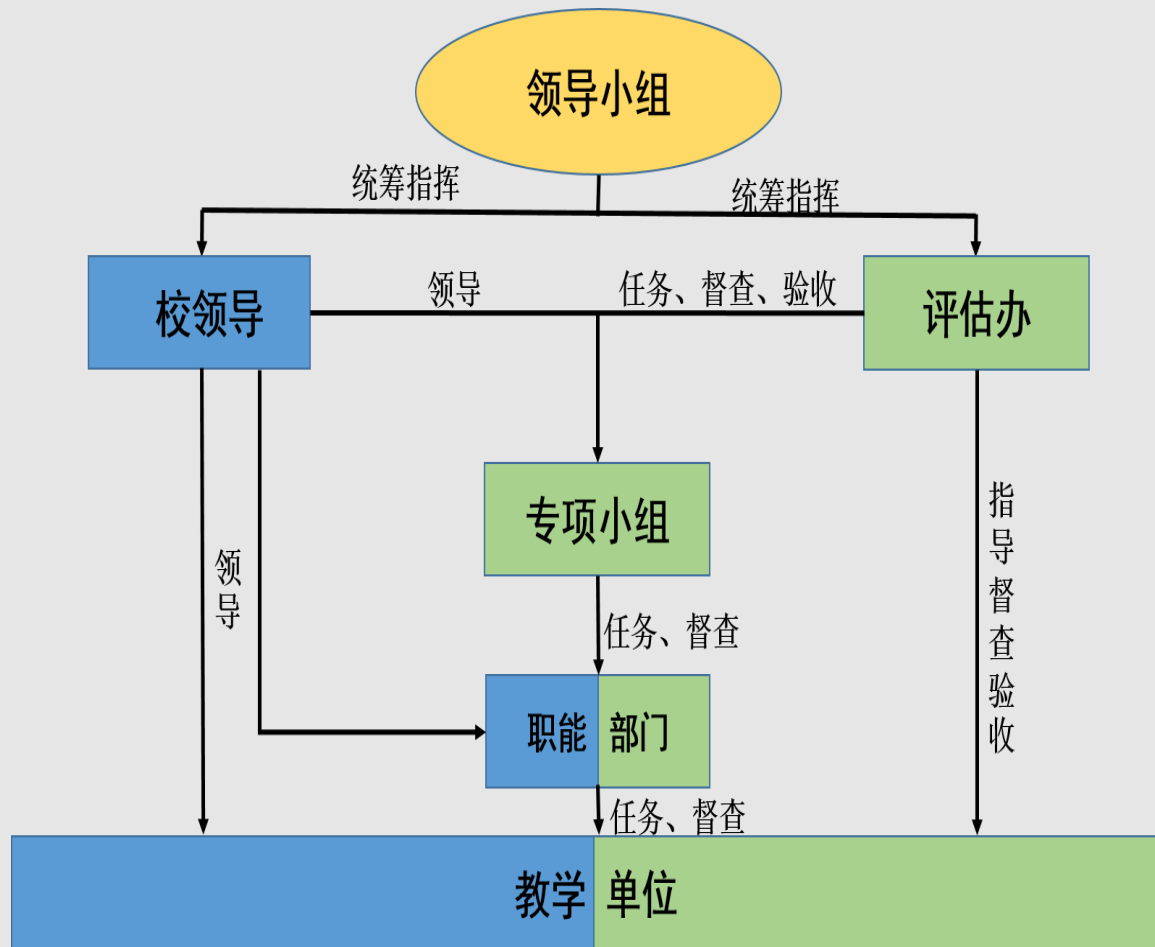 领导小组
统筹指挥
统筹指挥
校领导
领导
任务、督查、验收
评估办
专项小组
领导
指导督查验收
任务、督查
职能部门
任务、督查
教学单位